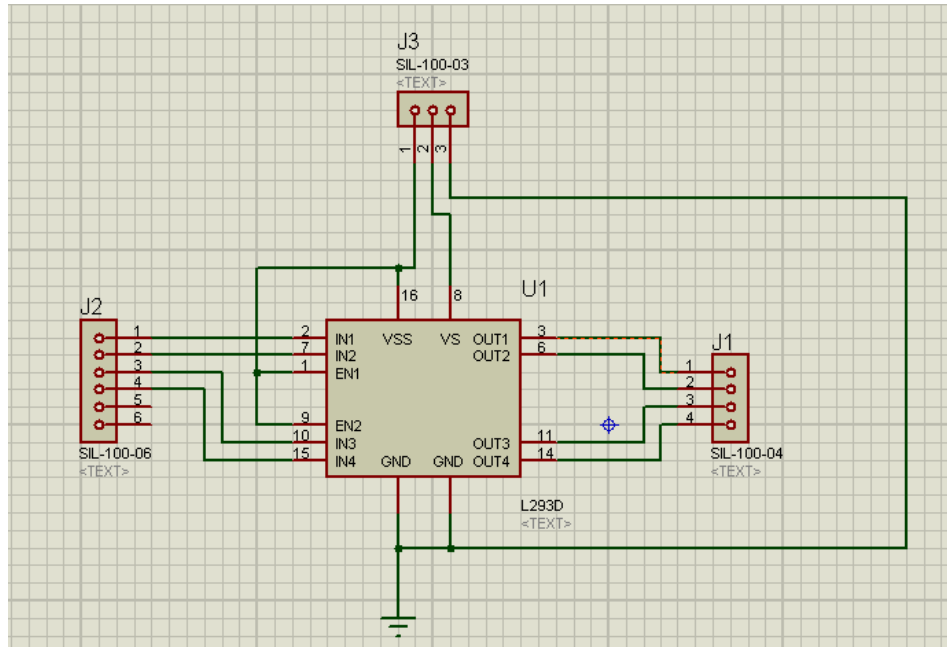 J3
SIL-100-03
<TEXT>
1 2 3
16 8
U1
J2
1 2 IN1 VSS VS OUT1 3
2 7 IN2 OUT2 6
J1
3 1 EN1 1
4 2
5 3
6 9 EN2 4
10 IN3 OUT3 11
15 IN4 GND GND OUT4 14
SIL-100-06
<TEXT>
SIL-100-04
<TEXT>
L293D
<TEXT>